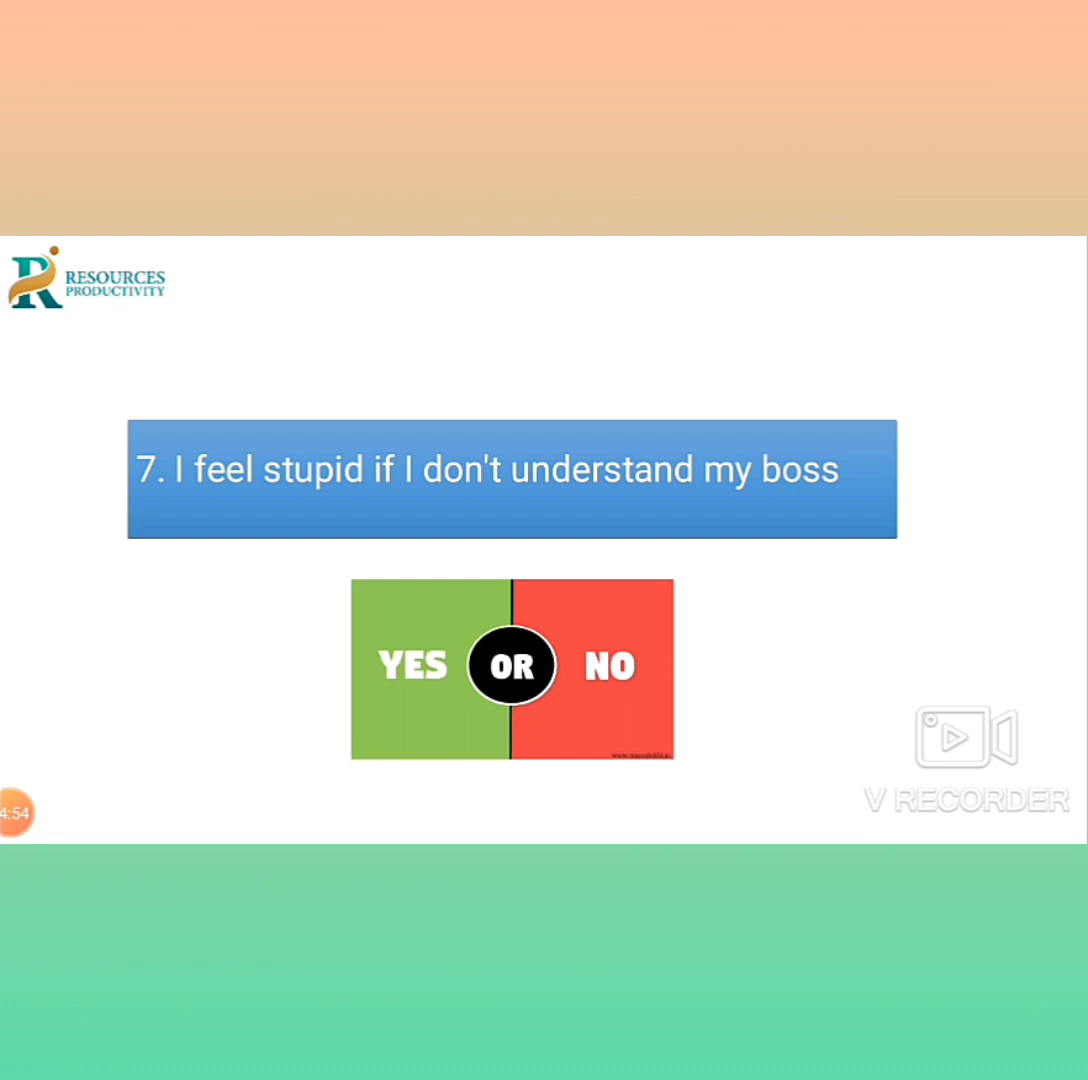 RESOURCES
PRODUCTIVITY
7. I feel stupid if I don't understand my boss
YES OR NO
V RECORDER
4:54